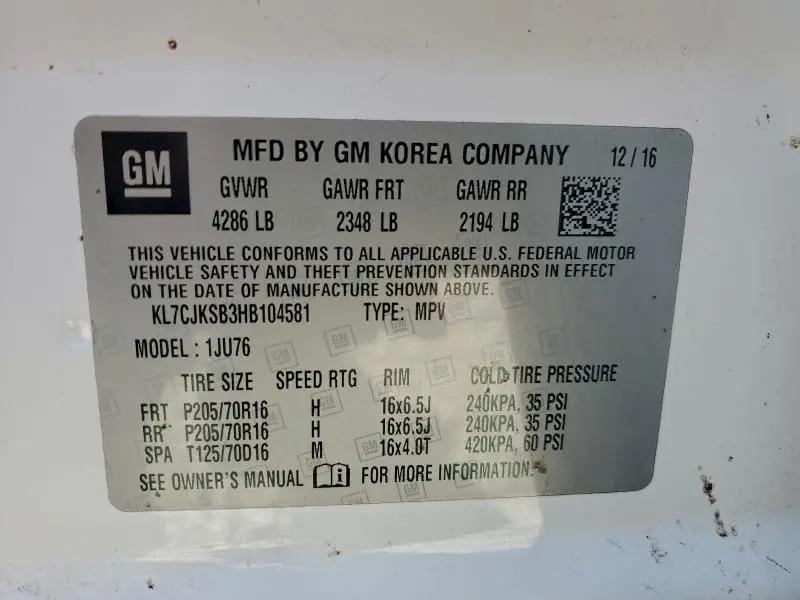 GM MFD BY GM KOREA COMPANY 12/16
GVWR GAWR FRT GAWR RR
4286 LB 2348 LB 2194 LB
THIS VEHICLE CONFORMS TO ALL APPLICABLE U.S. FEDERAL MOTOR
VEHICLE SAFETY AND THEFT PREVENTION STANDARDS IN EFFECT
ON THE DATE OF MANUFACTURE SHOWN ABOVE.
KL7CJKSB3HB104581 TYPE: MPV
MODEL : 1JU76
TIRE SIZE SPEED RTG RIM COLD TIRE PRESSURE
FRT P205/70R16 H 16x6.5J 240KPA, 35 PSI
RR P205/70R16 H 16x6.5J 240KPA, 35 PSI
SPA T125/70D16 M 16x4.0T 420KPA, 60 PSI
SEE OWNER'S MANUAL i FOR MORE INFORMATION.